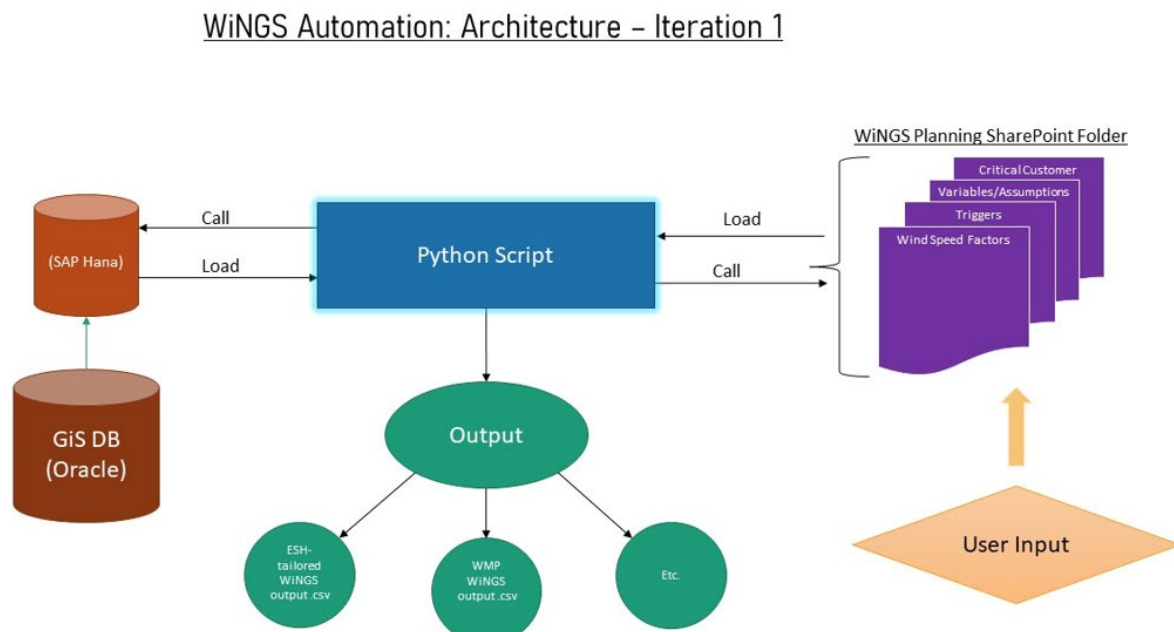 WiNGS Automation: Architecture – Iteration 1
WiNGS Planning SharePoint Folder
Critical Customer
Variables/Assumptions
Triggers
Wind Speed Factors
Call
Load
(SAP Hana)
Python Script
Load
Call
GiS DB
(Oracle)
Output
User Input
ESH-
tailored
WiNGS
output.csv
WMP
WiNGS
output.csv
Etc.